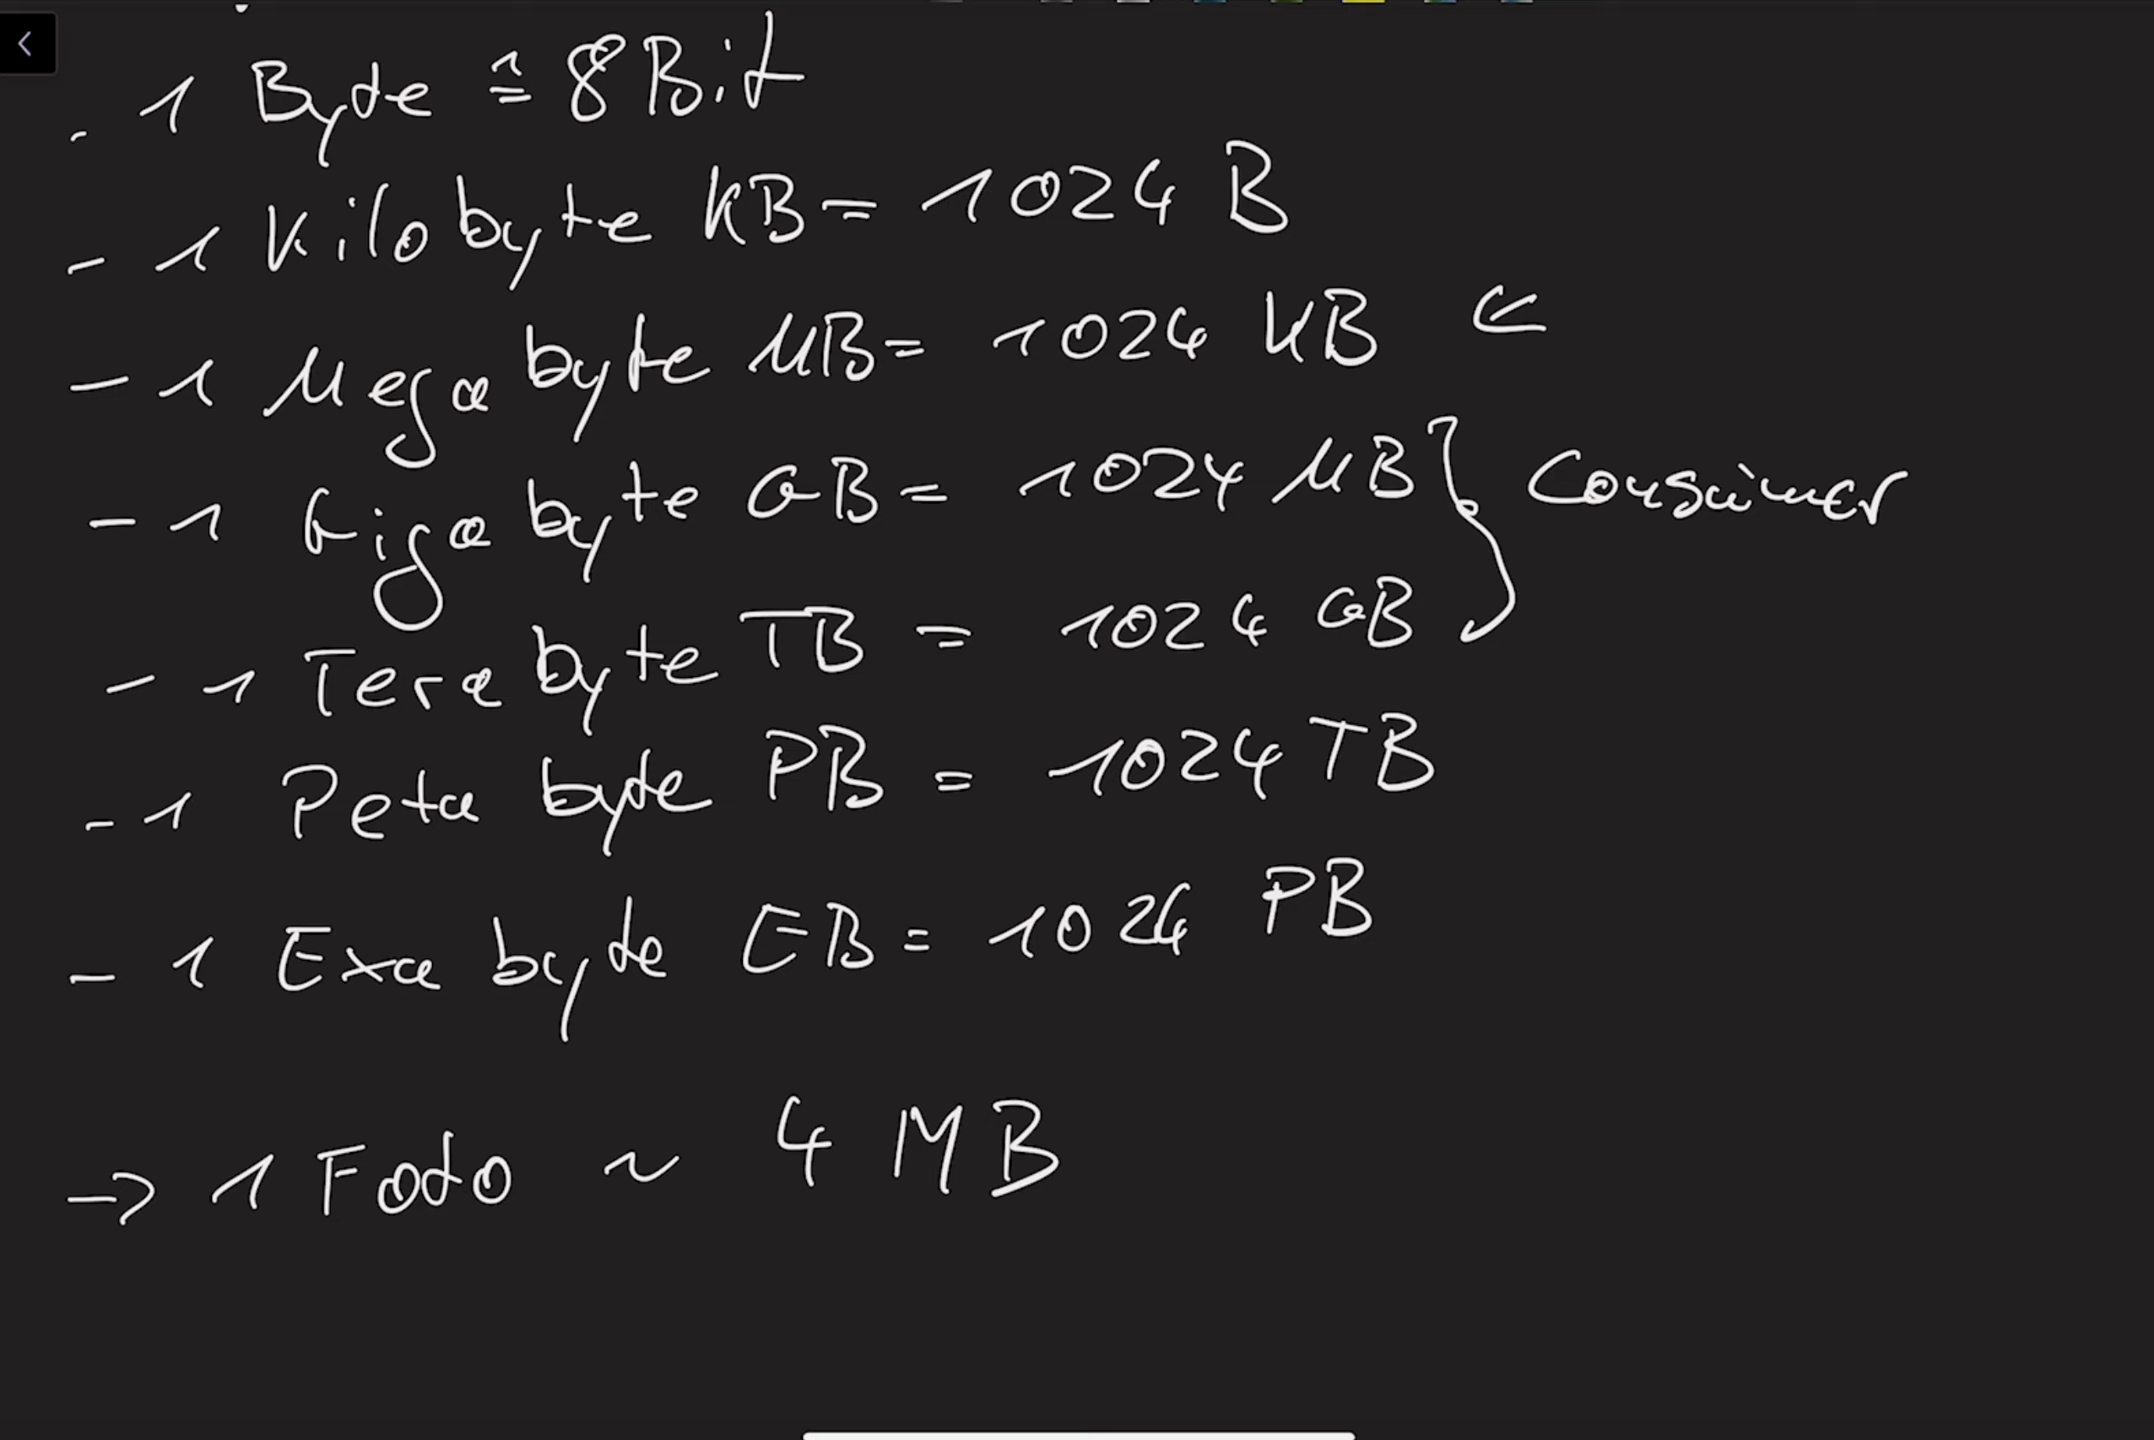 - 1 Byte ≙ 8 Bit
- 1 Kilobyte KB = 1024 B
- 1 Megabyte MB = 1024 KB ←
- 1 Gigabyte GB = 1024 MB } Consumer
- 1 Terabyte TB = 1024 GB
- 1 Petabyte PB = 1024 TB
- 1 Exabyte EB = 1024 PB
-> 1 Foto ~ 4 MB